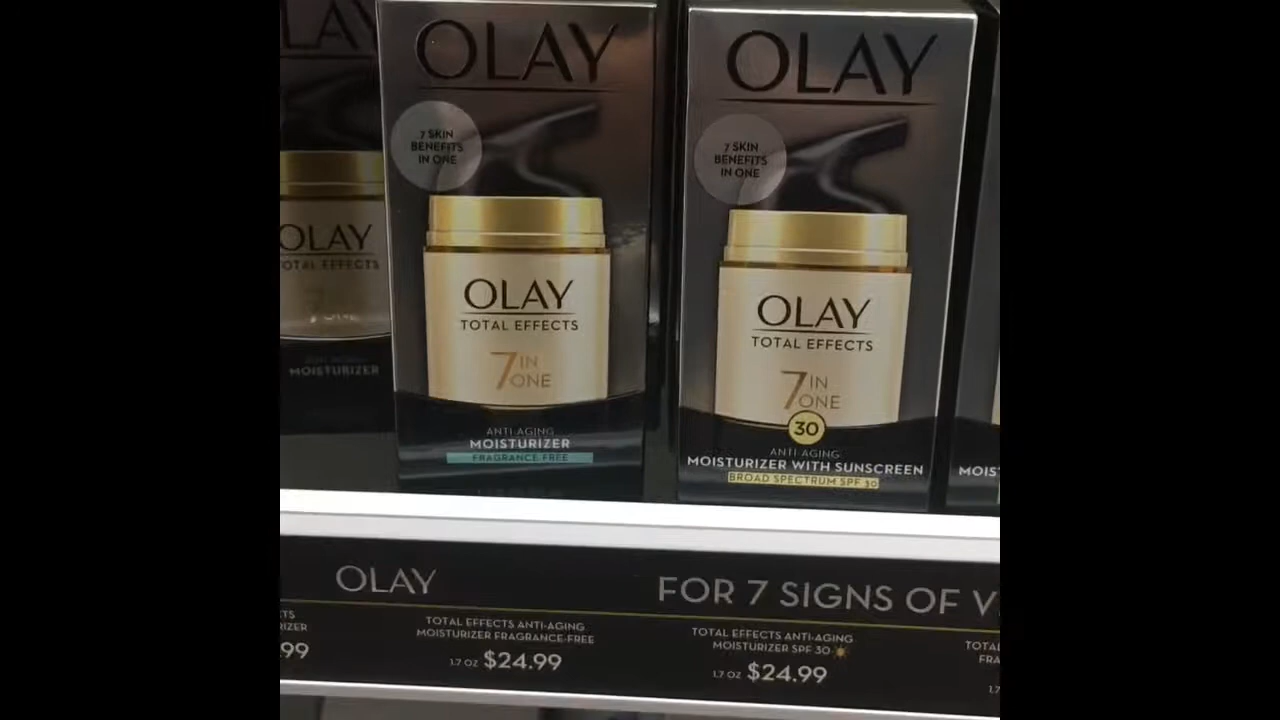 OLAY
7 SKIN
BENEFITS
IN ONE
OLAY
TOTAL EFFECTS
7 IN
ONE
ANTI-AGING
MOISTURIZER
FRAGRANCE FREE
OLAY
7 SKIN
BENEFITS
IN ONE
OLAY
TOTAL EFFECTS
7 IN
ONE
30
ANTI-AGING
MOISTURIZER WITH SUNSCREEN
BROAD SPECTRUM SPF 30
OLAY
TOTAL EFFECTS
MOISTURIZER
OLAY
FOR 7 SIGNS OF
TOTAL EFFECTS ANTI-AGING
MOISTURIZER FRAGRANCE-FREE
1.7 OZ $24.99
TOTAL EFFECTS ANTI-AGING
MOISTURIZER SPF 30
1.7 OZ $24.99